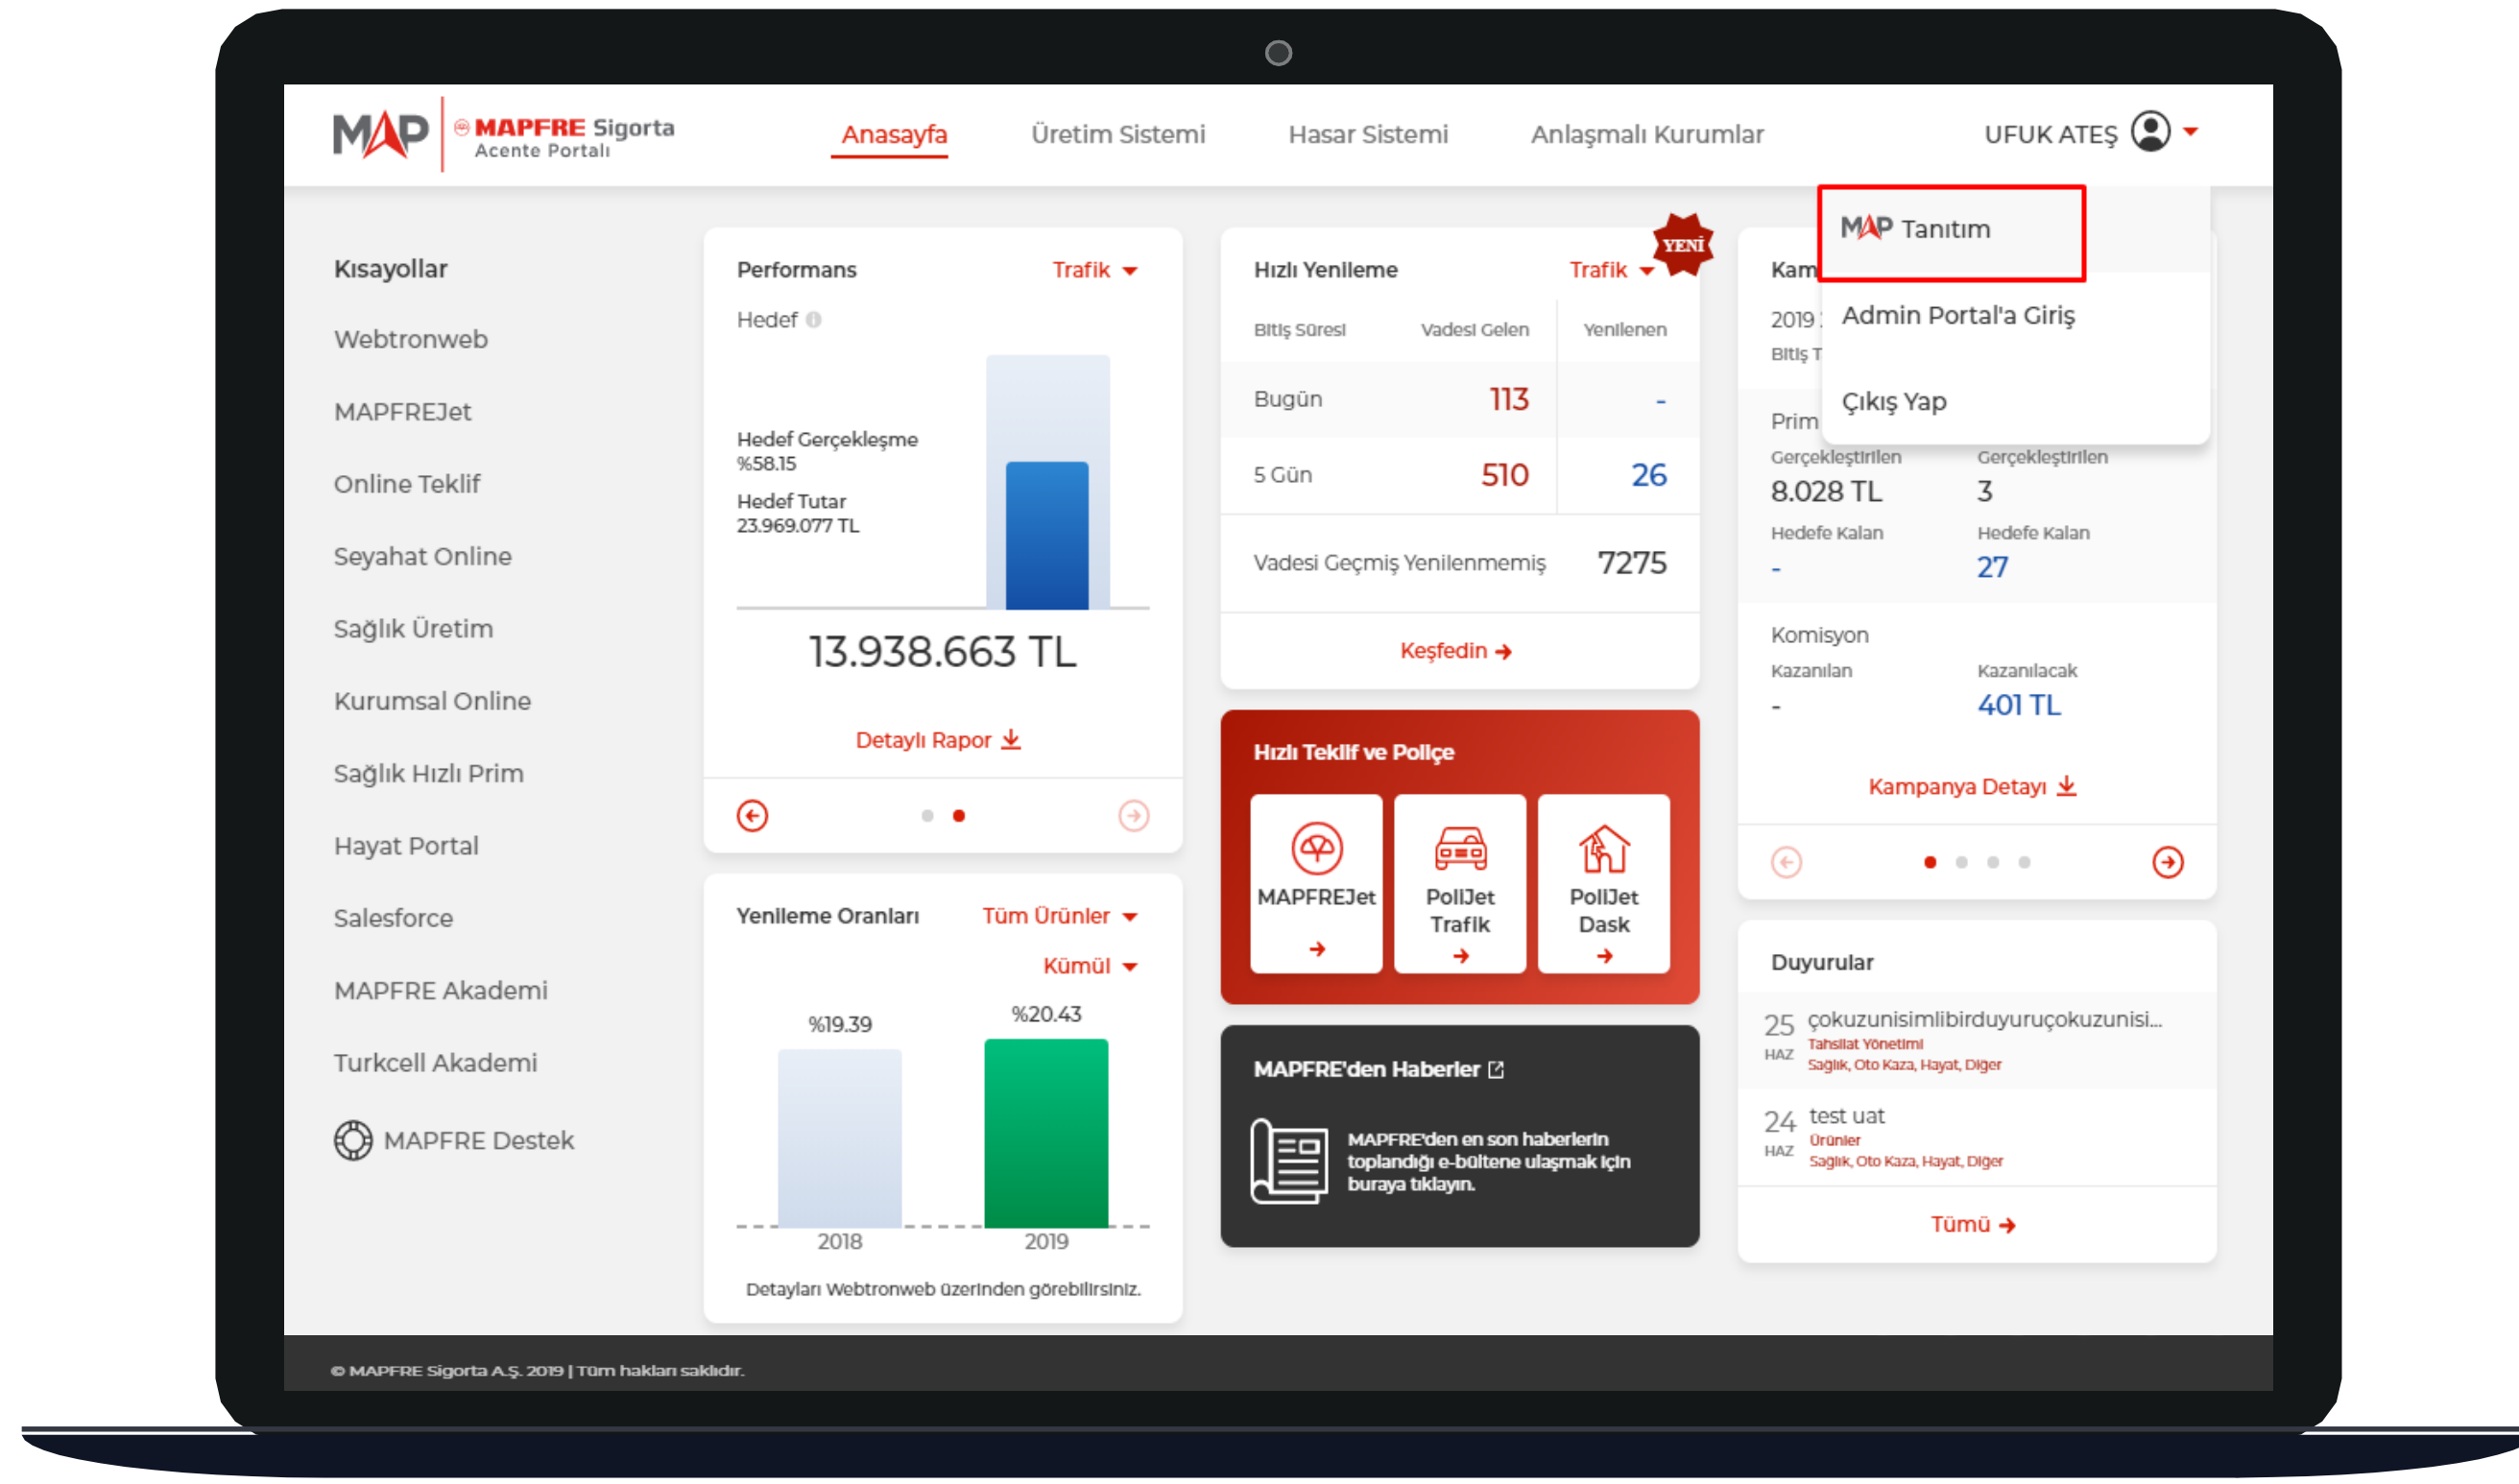 MAP
MAPFRE Sigorta
Acente Portalı
Anasayfa
Üretim Sistemi
Hasar Sistemi
Anlaşmalı Kurumlar
UFUK ATEŞ
MAP Tanıtım
Admin Portal'a Giriş
Çıkış Yap
Kısayollar
Webtronweb
MAPFREJet
Online Teklif
Seyahat Online
Sağlık Üretim
Kurumsal Online
Sağlık Hızlı Prim
Hayat Portal
Salesforce
MAPFRE Akademi
Turkcell Akademi
MAPFRE Destek
Performans
Trafik
Hedef
Hedef Gerçekleşme
%58.15
Hedef Tutar
23.969.077 TL
13.938.663 TL
Detaylı Rapor
Yenileme Oranları
Tüm Ürünler
Kümül
%19.39
%20.43
2018
2019
Detayları Webtronweb üzerinden görebilirsiniz.
YENİ
Hızlı Yenileme
Trafik
Bitiş Süresi
Vadesi Gelen
Yenilenen
Bugün
113
-
5 Gün
510
26
Vadesi Geçmiş Yenilenmemiş
7275
Keşfedin
Hızlı Teklif ve Poliçe
MAPFREJet
PoliJet
Trafik
PoliJet
Dask
MAPFRE'den Haberler
MAPFRE'den en son haberlerin
toplandığı e-bültene ulaşmak için
buraya tıklayın.
Kam
2019
Bitiş T
Prim
Gerçekleştirilen
Gerçekleştirilen
8.028 TL
3
Hedefe Kalan
Hedefe Kalan
-
27
Komisyon
Kazanılan
Kazanılacak
-
401 TL
Kampanya Detayı
Duyurular
25 HAZ
çokuzunisimlibirduyuruçokuzunisi...
Tahsilat Yönetimi
Sağlık, Oto Kaza, Hayat, Diğer
24 HAZ
test uat
Ürünler
Sağlık, Oto Kaza, Hayat, Diğer
Tümü
© MAPFRE Sigorta A.Ş. 2019 | Tüm hakları saklıdır.